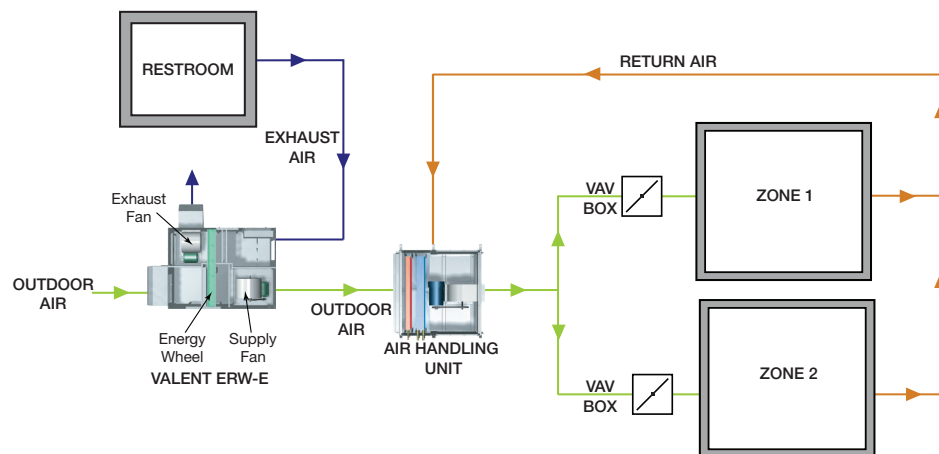 RESTROOM
RETURN AIR
EXHAUST
AIR
Exhaust
Fan
VAV
BOX
ZONE 1
OUTDOOR
AIR
OUTDOOR
AIR
Energy
Wheel
Supply
Fan
VALENT ERW-E
AIR HANDLING
UNIT
VAV
BOX
ZONE 2